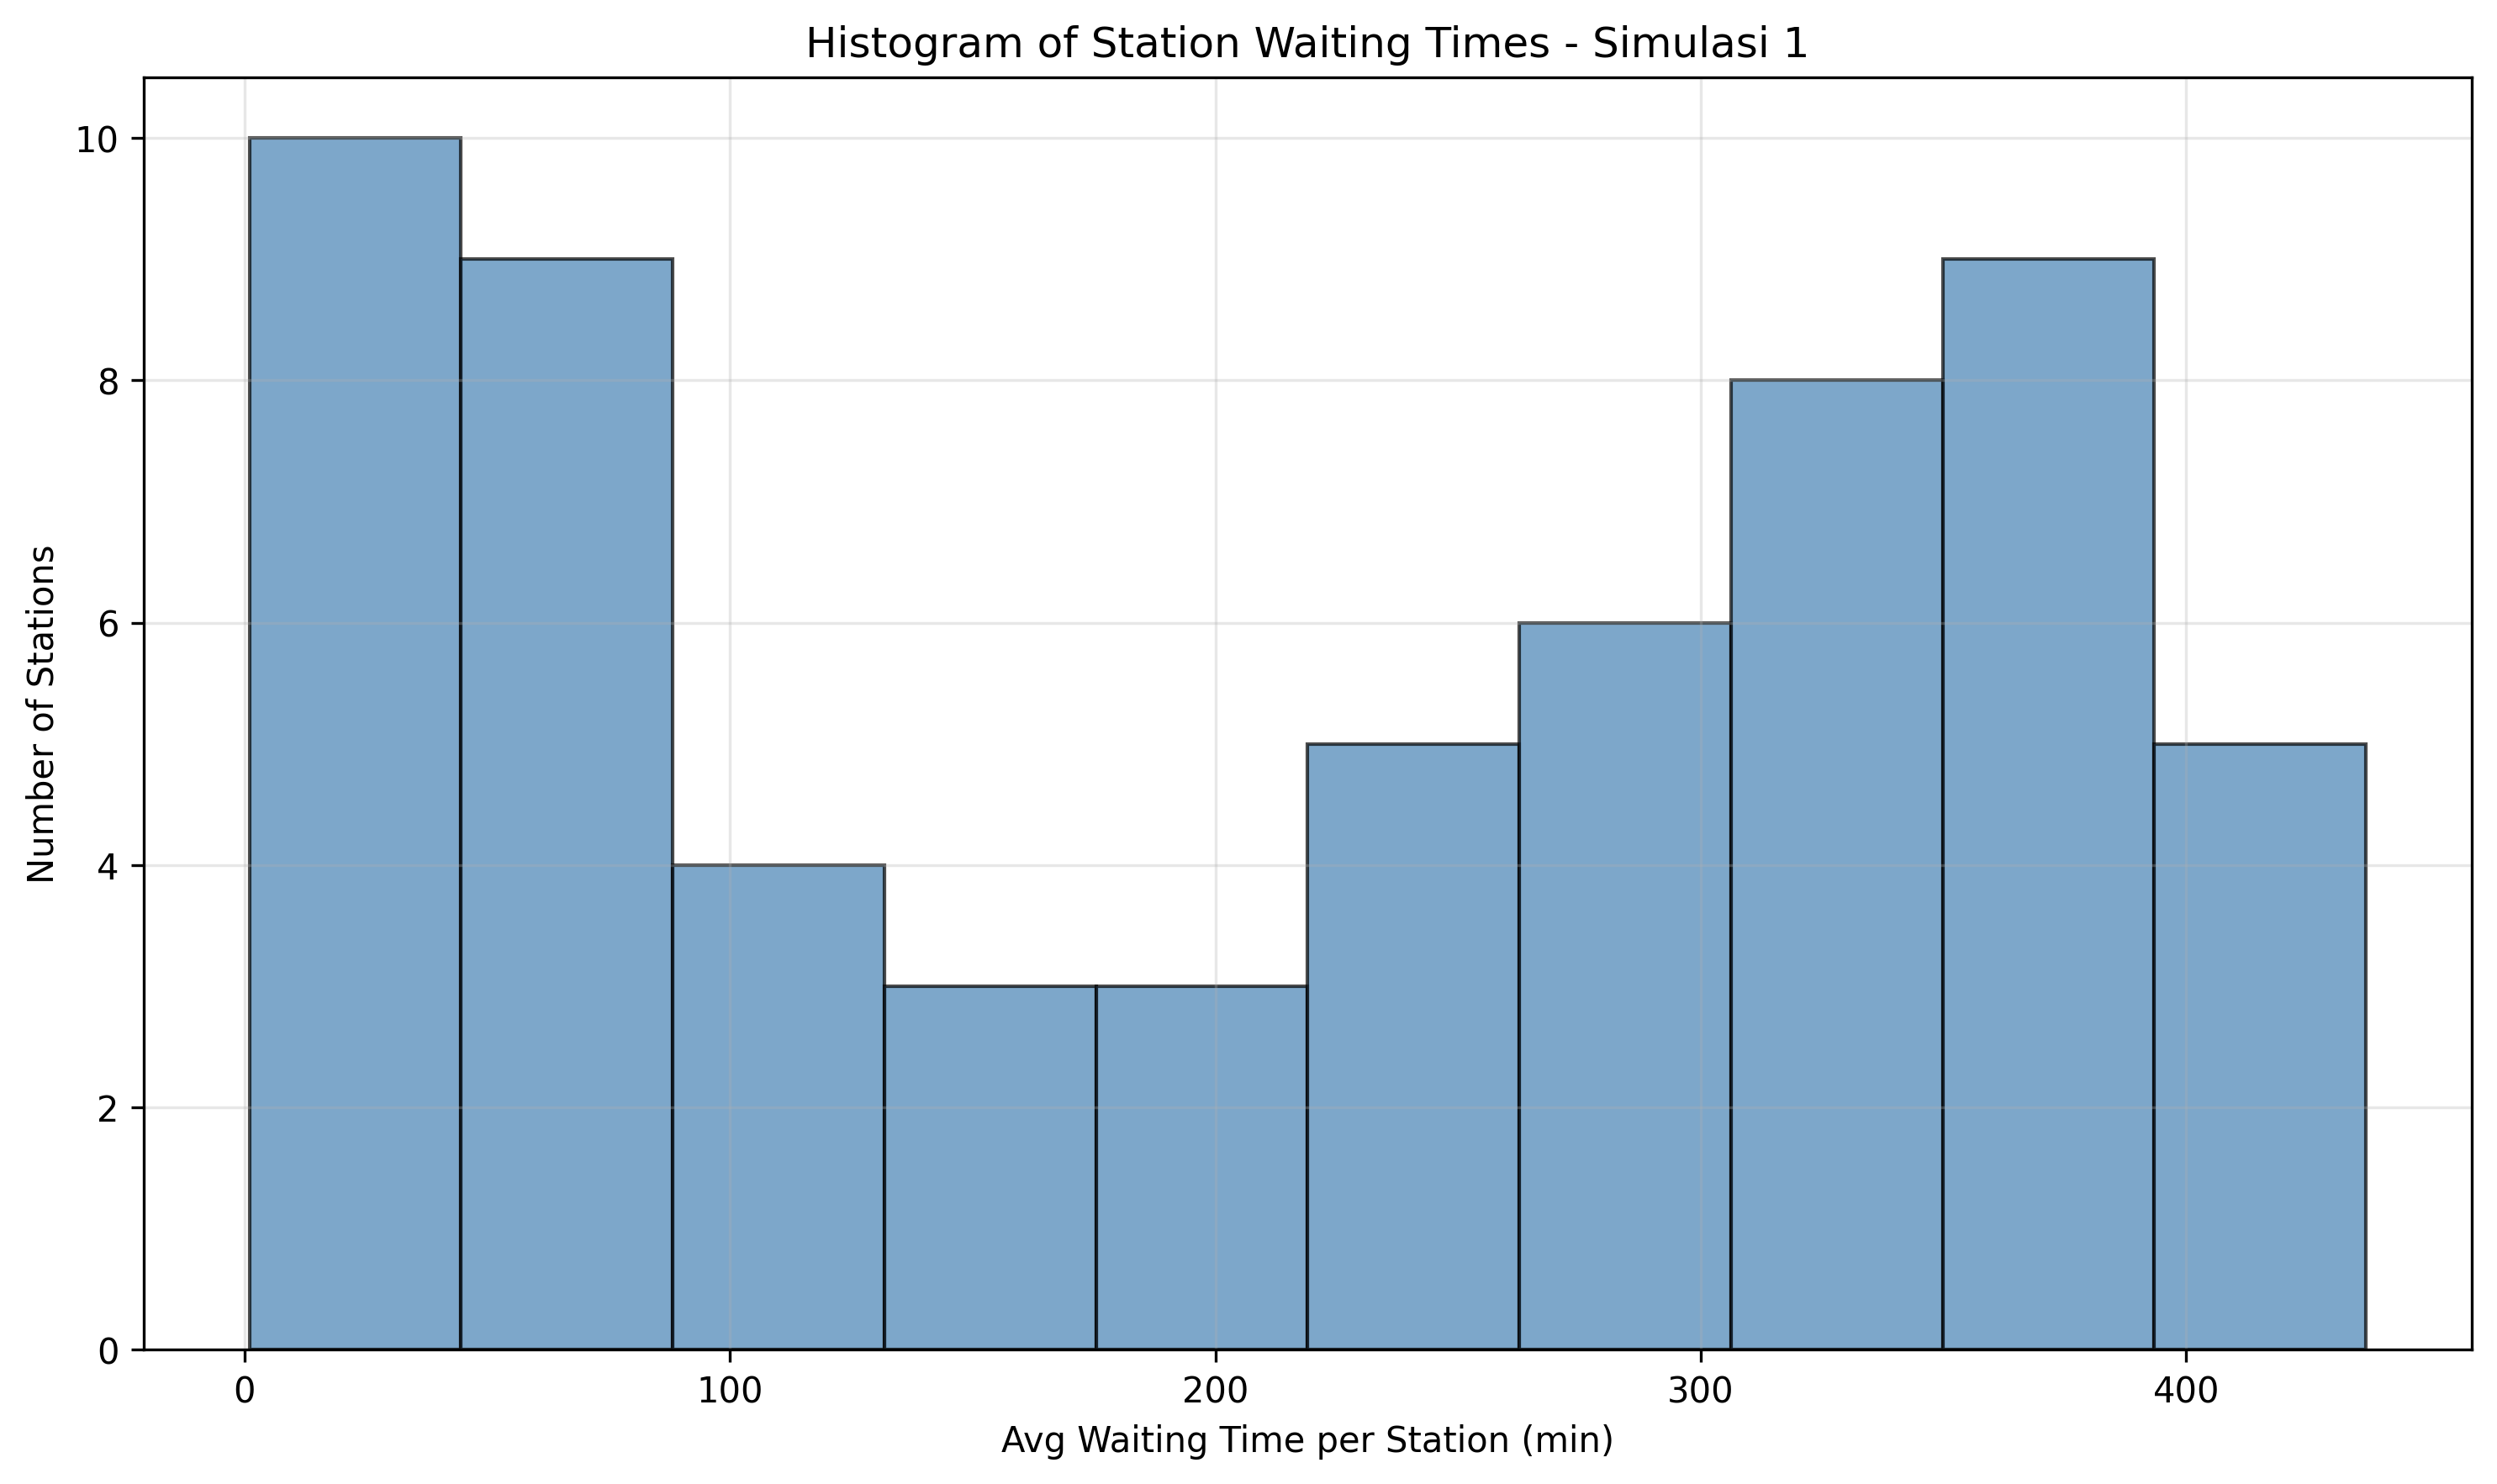 Histogram of Station Waiting Times - Simulasi 1
10
8
6
4
2
0
Number of Stations
0 100 200 300 400
Avg Waiting Time per Station (min)